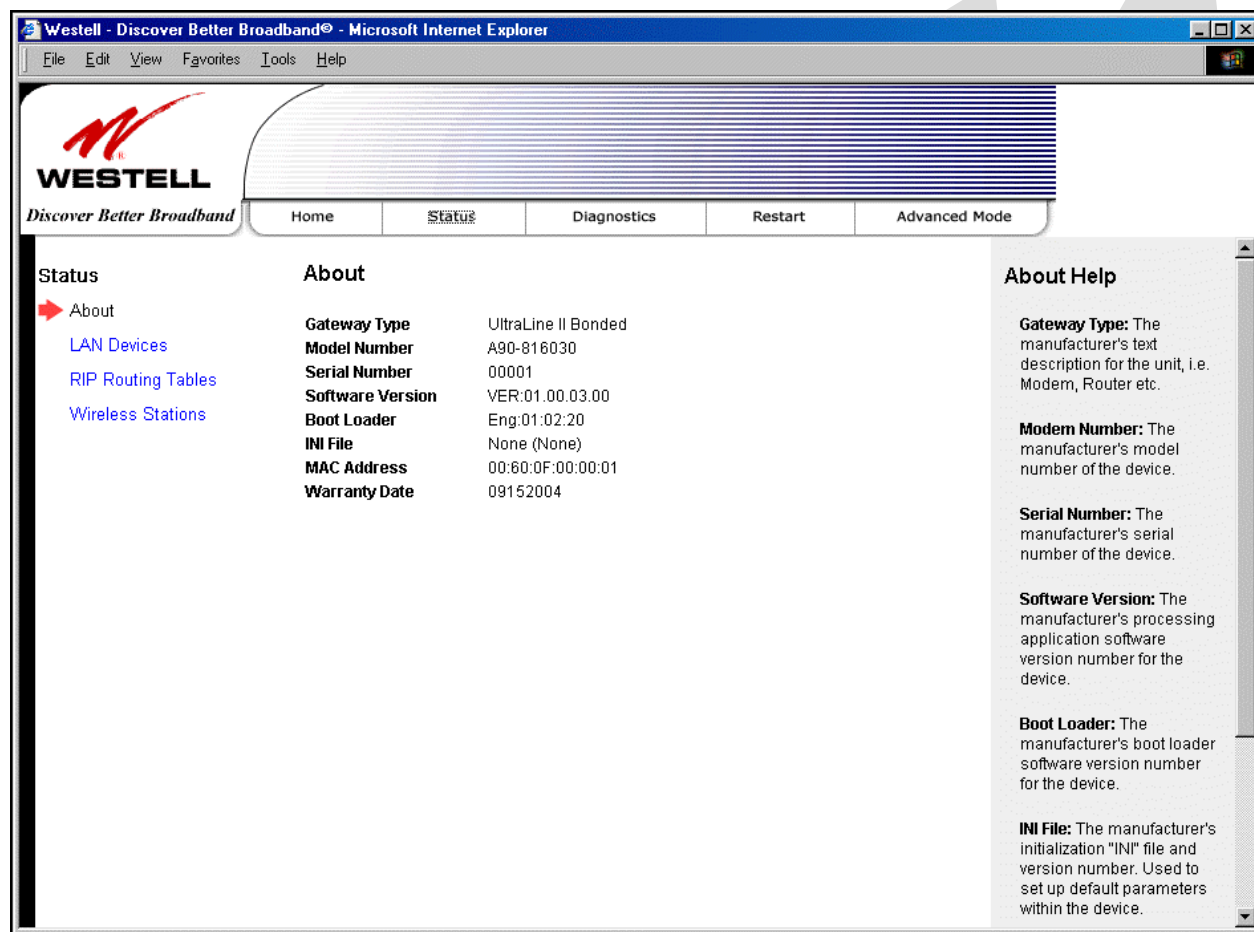 Westell - Discover Better Broadband® - Microsoft Internet Explorer
File Edit View Favorites Tools Help
WESTELL
Discover Better Broadband
Home Status Diagnostics Restart Advanced Mode
Status
About
LAN Devices
RIP Routing Tables
Wireless Stations
About
Gateway Type UltraLine II Bonded
Model Number A90-816030
Serial Number 00001
Software Version VER:01.00.03.00
Boot Loader Eng:01:02:20
INI File None (None)
MAC Address 00:60:0F:00:00:01
Warranty Date 09152004
About Help
Gateway Type: The
manufacturer's text
description for the unit, i.e.
Modem, Router etc.
Modem Number: The
manufacturer's model
number of the device.
Serial Number: The
manufacturer's serial
number of the device.
Software Version: The
manufacturer's processing
application software
version number for the
device.
Boot Loader: The
manufacturer's boot loader
software version number
for the device.
INI File: The manufacturer's
initialization "INI" file and
version number. Used to
set up default parameters
within the device.